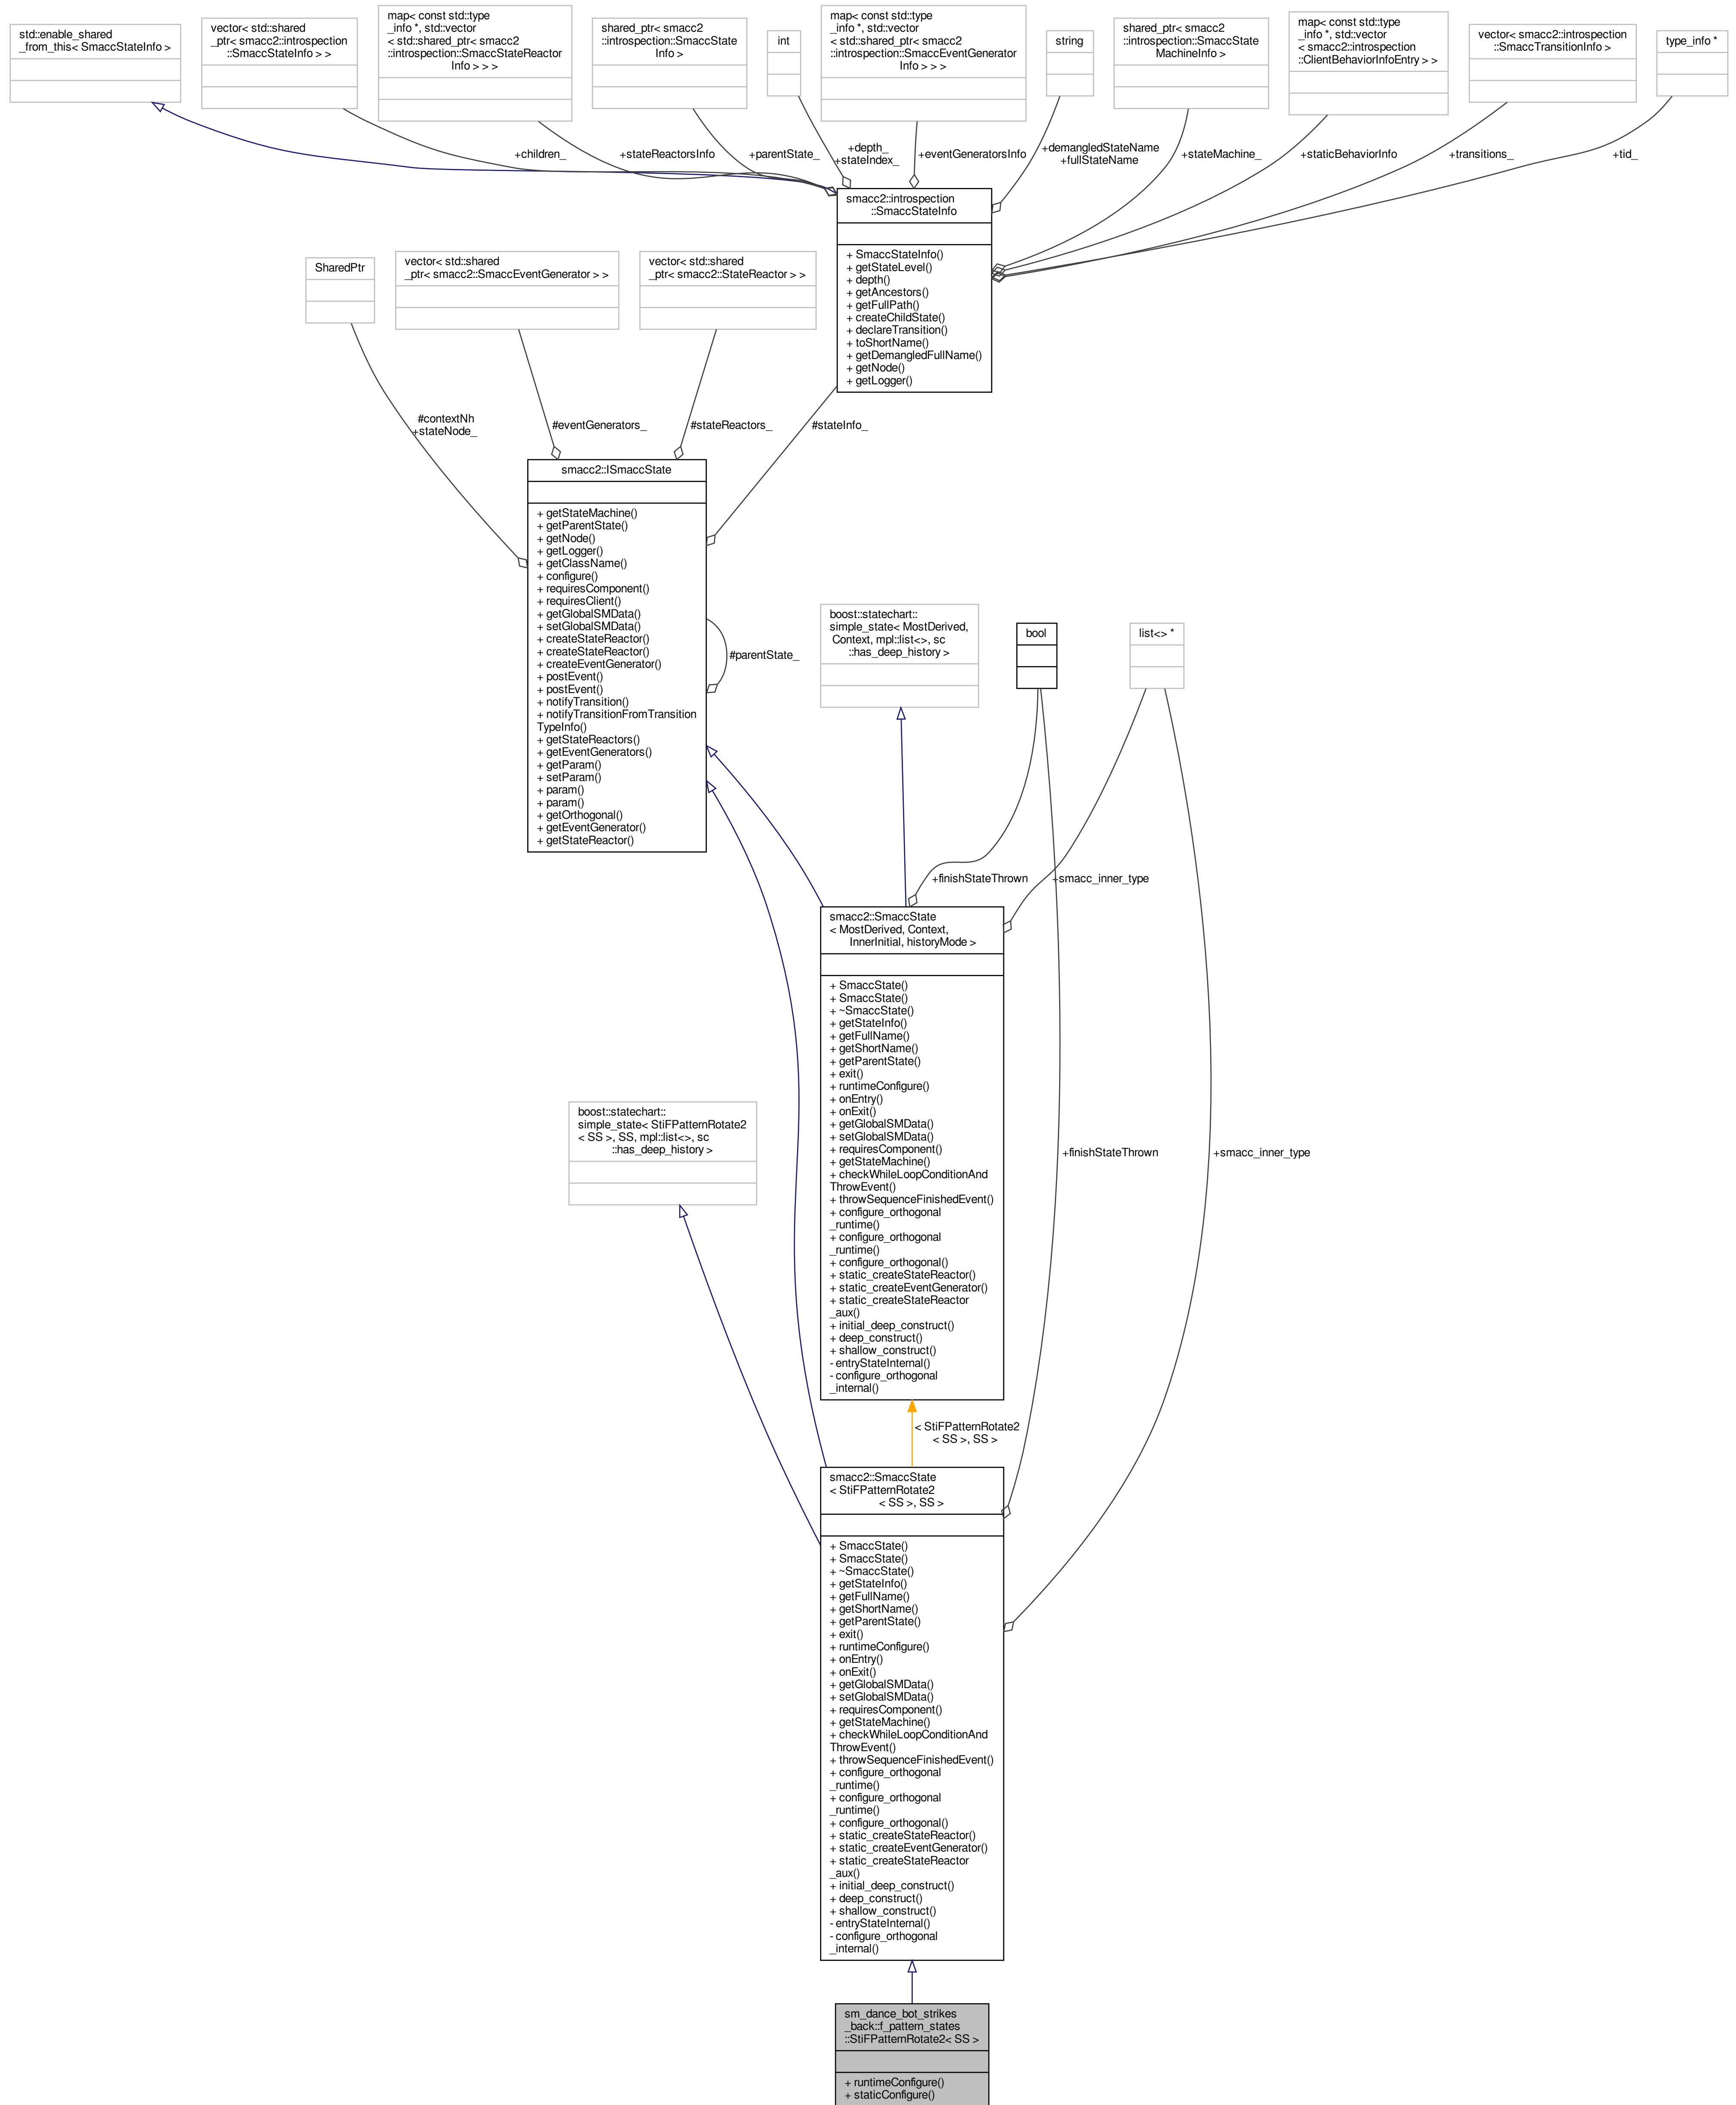 std::enable_shared
_from_this< SmaccStateInfo >
vector< std::shared
_ptr< smacc2::introspection
::SmaccStateInfo > >
map< const std::type
_info *, std::vector
< std::shared_ptr< smacc2
::introspection::SmaccStateReactor
Info > > >
shared_ptr< smacc2
::introspection::SmaccState
Info >
int
map< const std::type
_info *, std::vector
< std::shared_ptr< smacc2
::introspection::SmaccEventGenerator
Info > > >
string
shared_ptr< smacc2
::introspection::SmaccState
MachineInfo >
map< const std::type
_info *, std::vector
< smacc2::introspection
::ClientBehaviorInfoEntry > >
vector< smacc2::introspection
::SmaccTransitionInfo >
type_info *
+children_
+stateReactorsInfo
+parentState_
+depth_
+stateIndex_
+eventGeneratorsInfo
+demangledStateName
+fullStateName
+stateMachine_
+staticBehaviorInfo
+transitions_
+tid_
smacc2::introspection
::SmaccStateInfo
+ SmaccStateInfo()
+ getStateLevel()
+ depth()
+ getAncestors()
+ getFullPath()
+ createChildState()
+ declareTransition()
+ toShortName()
+ getDemangledFullName()
+ getNode()
+ getLogger()
SharedPtr
vector< std::shared
_ptr< smacc2::SmaccEventGenerator > >
vector< std::shared
_ptr< smacc2::StateReactor > >
#contextNh
+stateNode_
#eventGenerators_
#stateReactors_
#stateInfo_
smacc2::ISmaccState
+ getStateMachine()
+ getParentState()
+ getNode()
+ getLogger()
+ getClassName()
+ configure()
+ requiresComponent()
+ requiresClient()
+ getGlobalSMData()
+ setGlobalSMData()
+ createStateReactor()
+ createStateReactor()
+ createEventGenerator()
+ postEvent()
+ postEvent()
+ notifyTransition()
+ notifyTransitionFromTransition
TypeInfo()
+ getStateReactors()
+ getEventGenerators()
+ getParam()
+ setParam()
+ param()
+ param()
+ getOrthogonal()
+ getEventGenerator()
+ getStateReactor()
#parentState_
boost::statechart::
simple_state< MostDerived,
Context, mpl::list<>, sc
::has_deep_history >
bool
list<> *
+finishStateThrown
+smacc_inner_type
smacc2::SmaccState
< MostDerived, Context,
InnerInitial, historyMode >
+ SmaccState()
+ SmaccState()
+ ~SmaccState()
+ getStateInfo()
+ getFullName()
+ getShortName()
+ getParentState()
+ exit()
+ runtimeConfigure()
+ onEntry()
+ onExit()
+ getGlobalSMData()
+ setGlobalSMData()
+ requiresComponent()
+ getStateMachine()
+ checkWhileLoopConditionAnd
ThrowEvent()
+ throwSequenceFinishedEvent()
+ configure_orthogonal
_runtime()
+ configure_orthogonal
_runtime()
+ configure_orthogonal()
+ static_createStateReactor()
+ static_createEventGenerator()
+ static_createStateReactor
_aux()
+ initial_deep_construct()
+ deep_construct()
+ shallow_construct()
- entryStateInternal()
- configure_orthogonal
_internal()
boost::statechart::
simple_state< StiFPatternRotate2
< SS >, SS, mpl::list<>, sc
::has_deep_history >
+finishStateThrown
+smacc_inner_type
< StiFPatternRotate2
< SS >, SS >
smacc2::SmaccState
< StiFPatternRotate2
< SS >, SS >
+ SmaccState()
+ SmaccState()
+ ~SmaccState()
+ getStateInfo()
+ getFullName()
+ getShortName()
+ getParentState()
+ exit()
+ runtimeConfigure()
+ onEntry()
+ onExit()
+ getGlobalSMData()
+ setGlobalSMData()
+ requiresComponent()
+ getStateMachine()
+ checkWhileLoopConditionAnd
ThrowEvent()
+ throwSequenceFinishedEvent()
+ configure_orthogonal
_runtime()
+ configure_orthogonal
_runtime()
+ configure_orthogonal()
+ static_createStateReactor()
+ static_createEventGenerator()
+ static_createStateReactor
_aux()
+ initial_deep_construct()
+ deep_construct()
+ shallow_construct()
- entryStateInternal()
- configure_orthogonal
_internal()
sm_dance_bot_strikes
_back::f_pattern_states
::StiFPatternRotate2< SS >
+ runtimeConfigure()
+ staticConfigure()